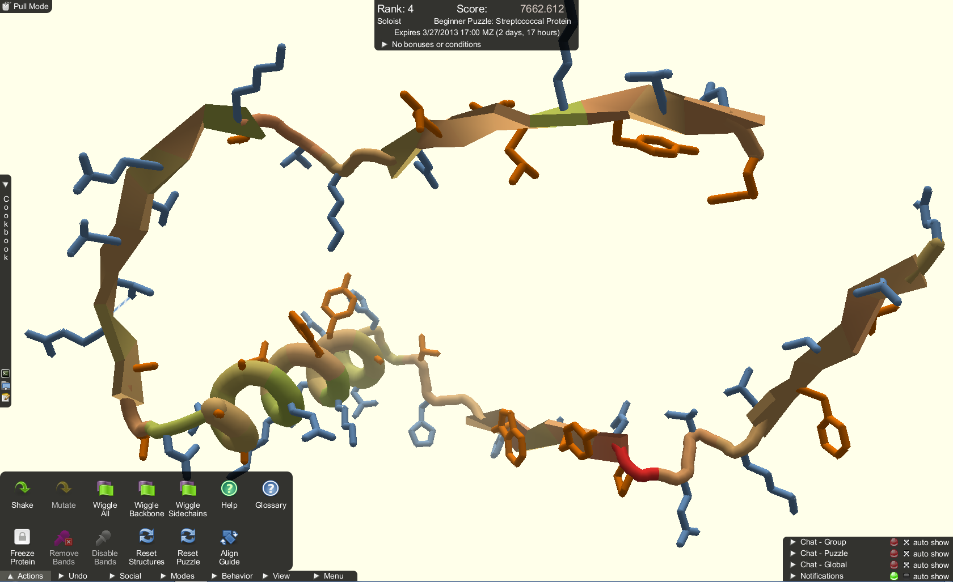 Pull Mode
Rank: 4 Score: 7662.612
Soloist Beginner Puzzle: Streptococcal Protein
Expires 3/27/2013 17:00 MZ (2 days, 17 hours)
No bonuses or conditions
Cookbook
Shake Mutate Wiggle All Wiggle Backbone Wiggle Sidechains Help Glossary
Freeze Protein Remove Bands Disable Bands Reset Structures Reset Puzzle Align Guide
Actions Undo Social Modes Behavior View Menu
Chat - Group auto show
Chat - Puzzle auto show
Chat - Global auto show
Notifications auto show